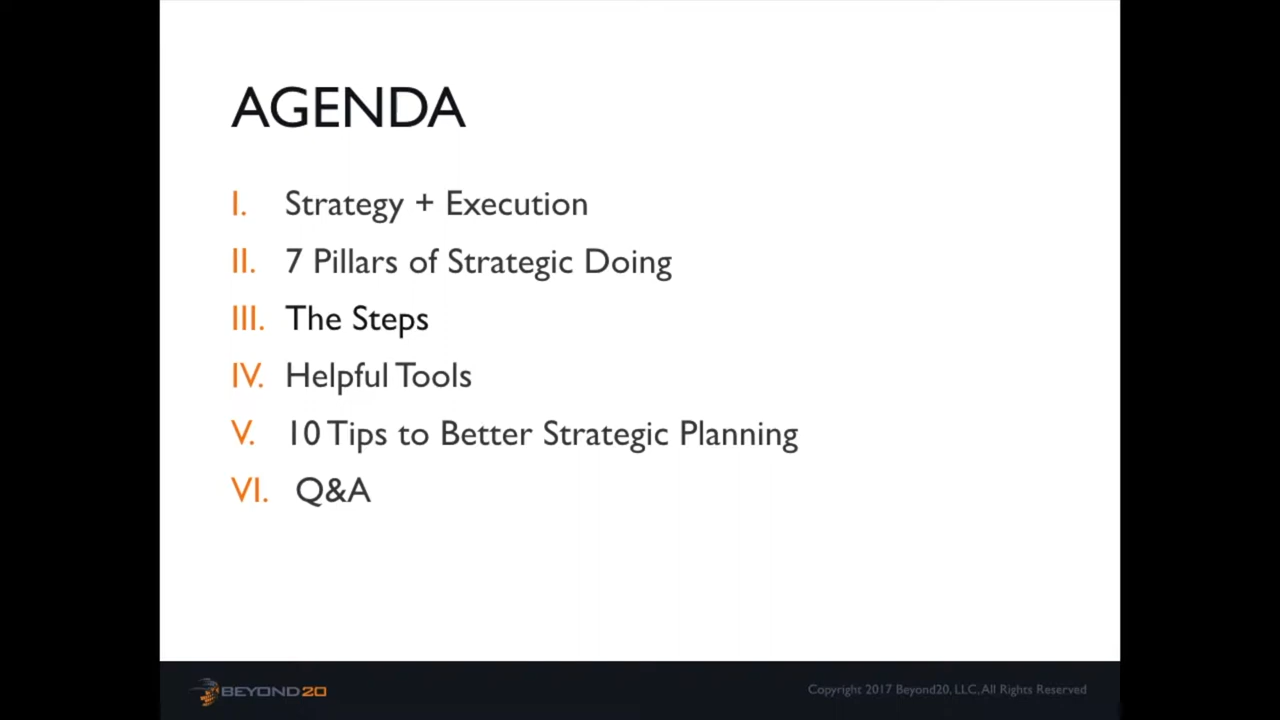 AGENDA
I. Strategy + Execution
II. 7 Pillars of Strategic Doing
III. The Steps
IV. Helpful Tools
V. 10 Tips to Better Strategic Planning
VI. Q&A
BEYOND20
Copyright 2017 Beyond20, LLC, All Rights Reserved